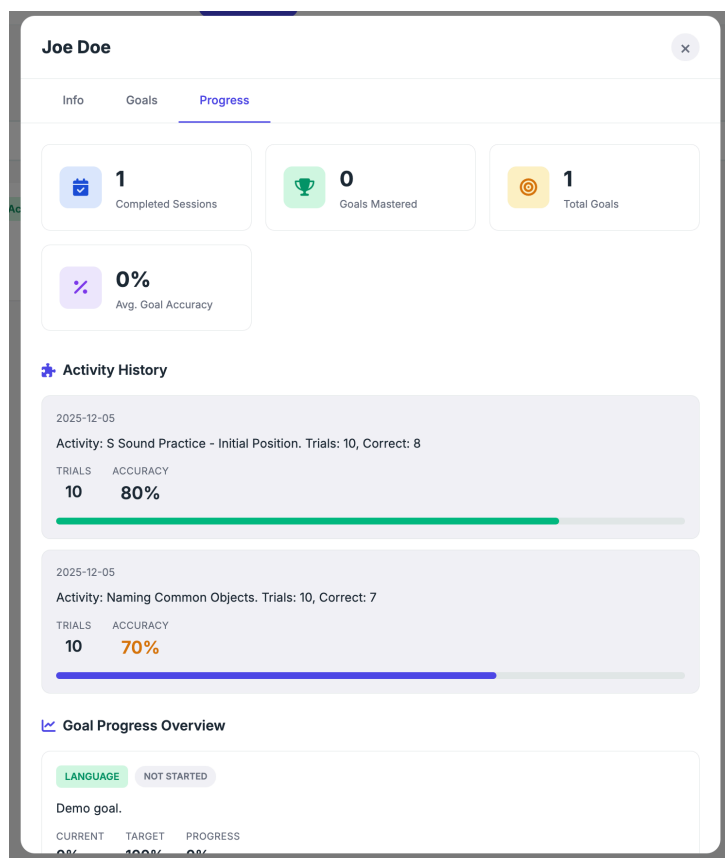 Joe Doe
Info Goals Progress
1
Completed Sessions
0
Goals Mastered
1
Total Goals
0%
Avg. Goal Accuracy
Activity History
2025-12-05
Activity: S Sound Practice - Initial Position. Trials: 10, Correct: 8
TRIALS ACCURACY
10 80%
2025-12-05
Activity: Naming Common Objects. Trials: 10, Correct: 7
TRIALS ACCURACY
10 70%
Goal Progress Overview
LANGUAGE NOT STARTED
Demo goal.
CURRENT TARGET PROGRESS
0% 100% 0%